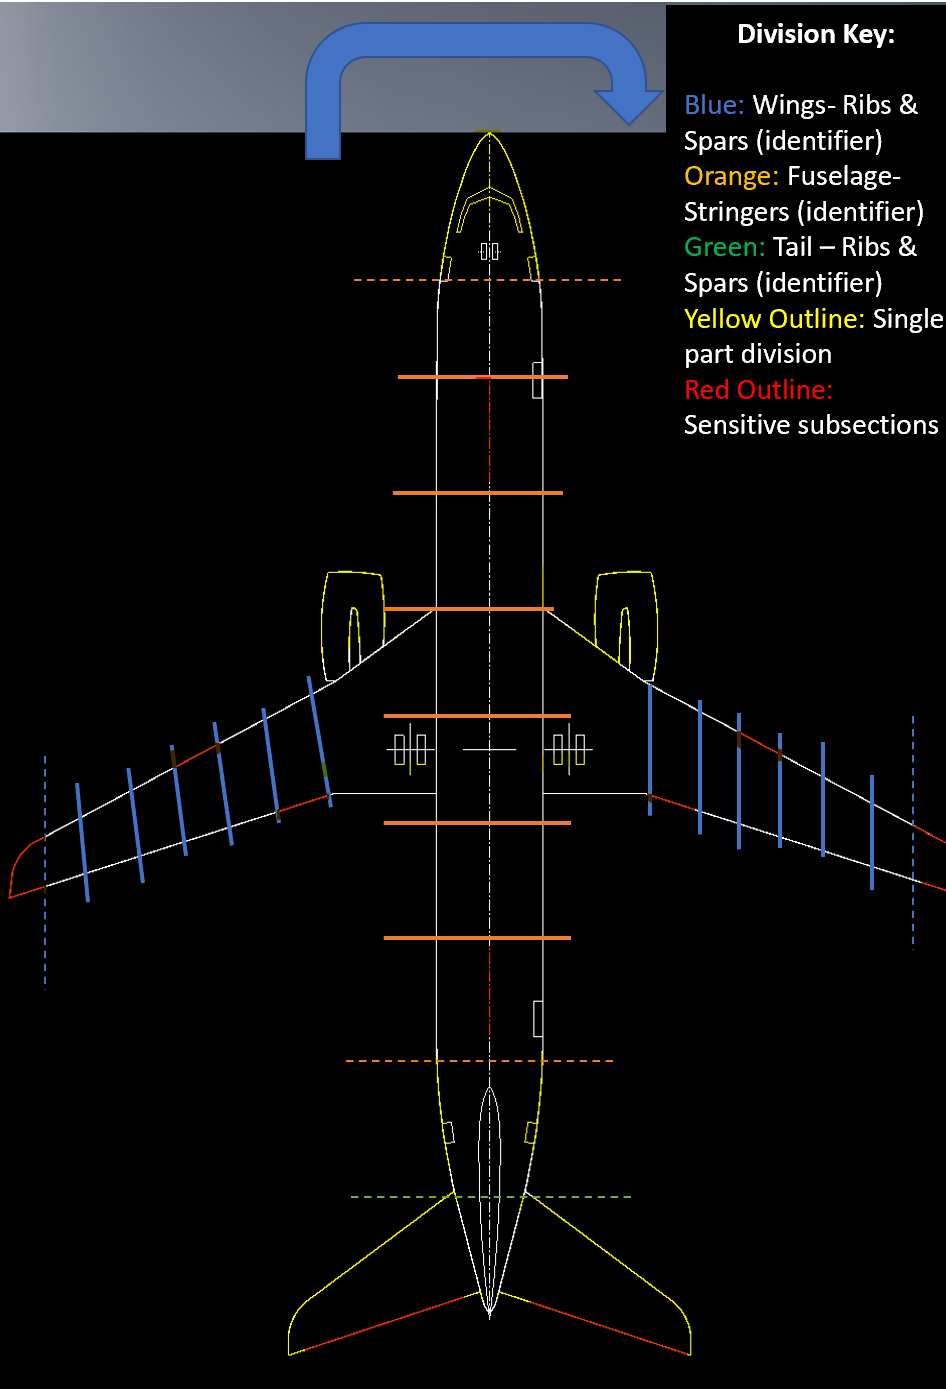 Division Key:
Blue: Wings- Ribs &
Spars (identifier)
Orange: Fuselage-
Stringers (identifier)
Green: Tail – Ribs &
Spars (identifier)
Yellow Outline: Single
part division
Red Outline:
Sensitive subsections